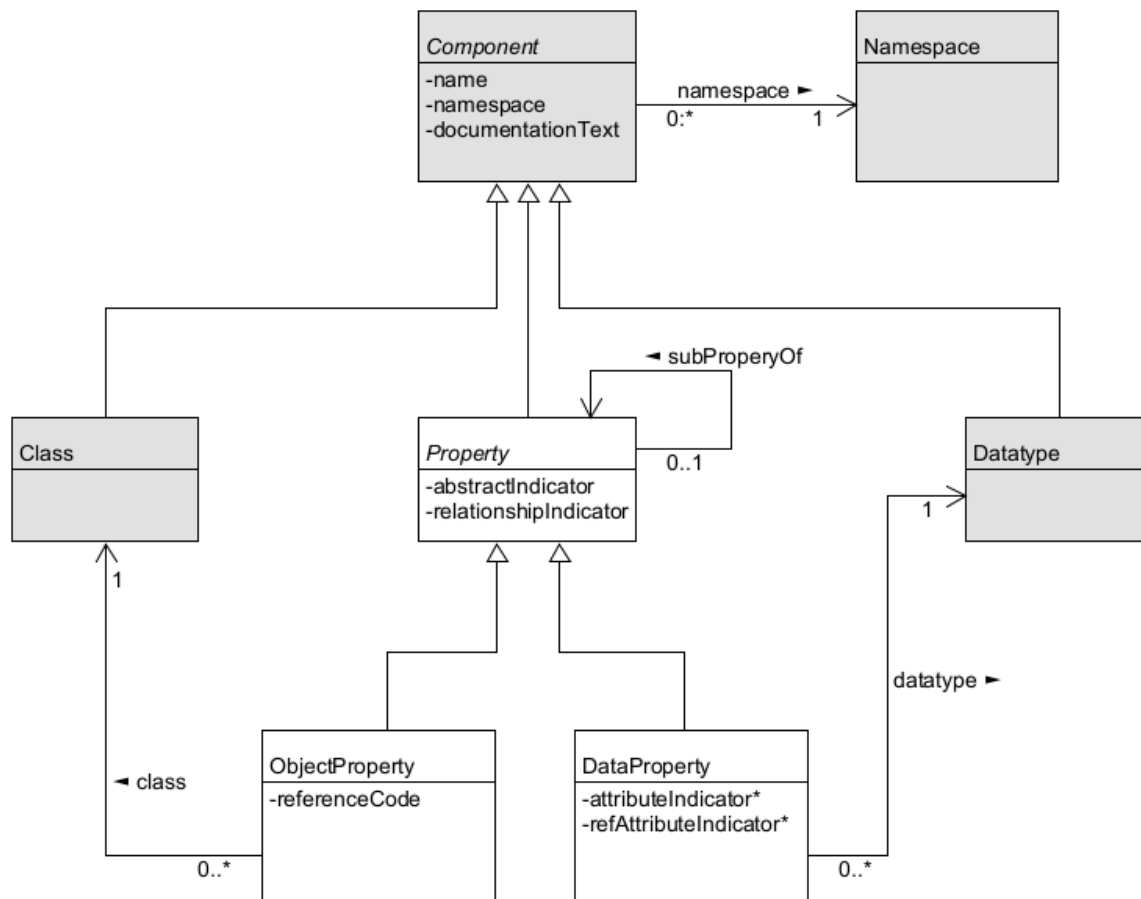 Component
-name
-namespace
-documentationText
namespace ►
0:*
1
Namespace
◄ subProperyOf
Class
Property
-abstractIndicator
-relationshipIndicator
0..1
Datatype
1
1
datatype ►
◄ class
ObjectProperty
-referenceCode
0..*
DataProperty
-attributeIndicator*
-refAttributeIndicator*
0..*